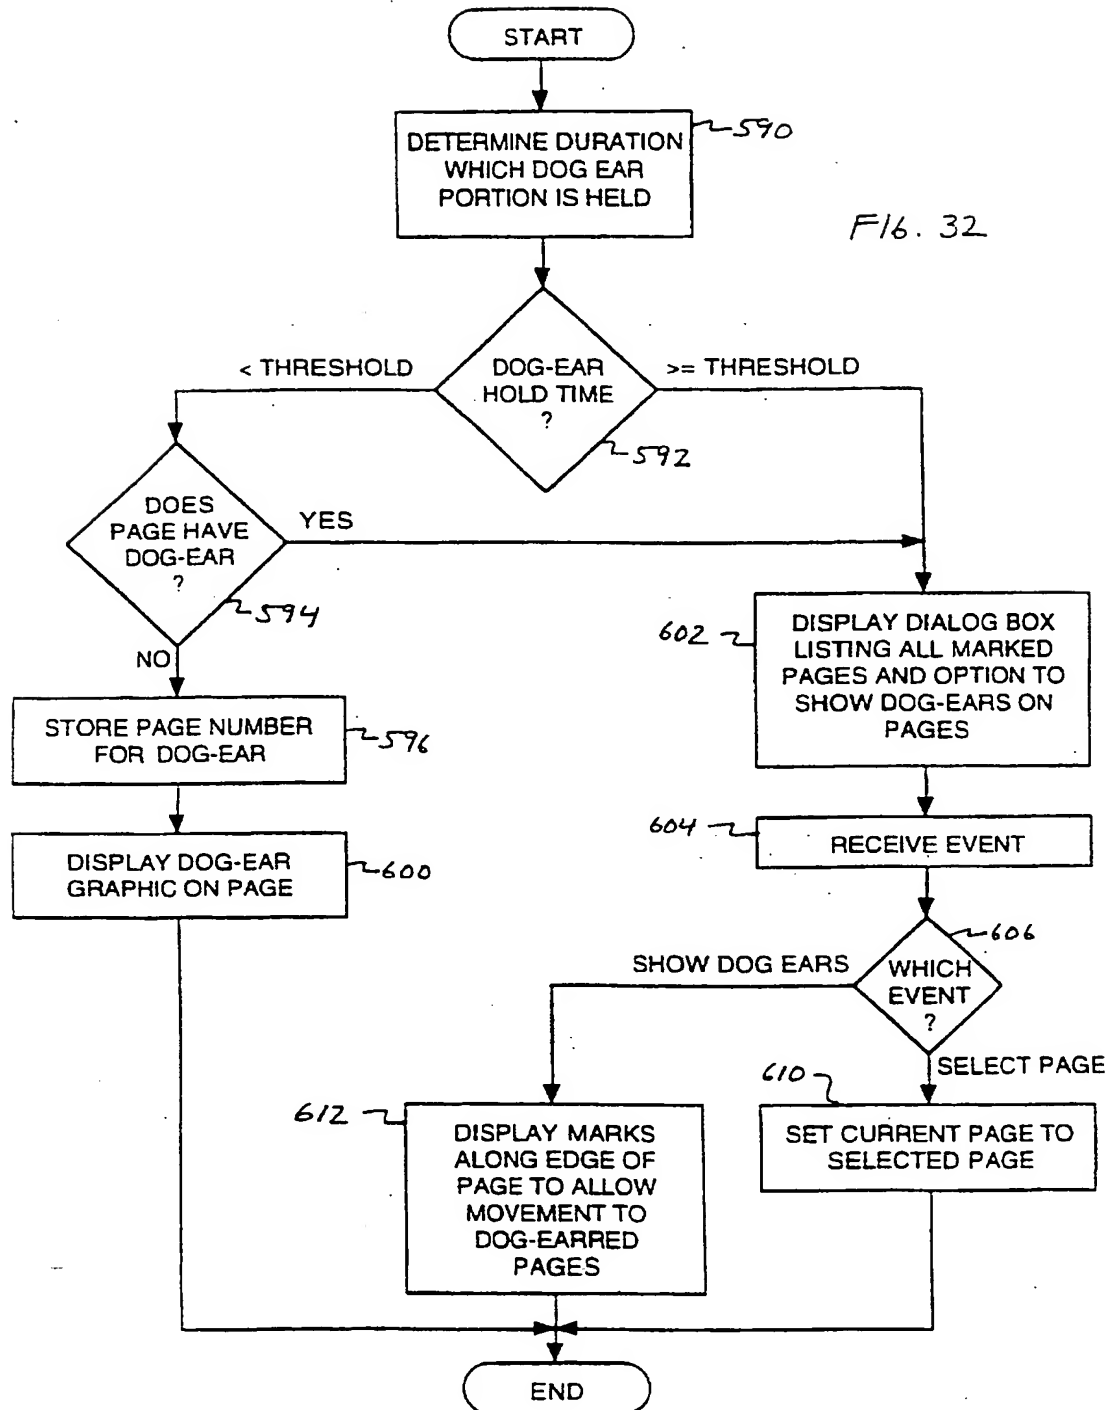 START
DETERMINE DURATION
WHICH DOG EAR
PORTION IS HELD
590
FIG. 32
< THRESHOLD
DOG-EAR
HOLD TIME
?
>= THRESHOLD
592
DOES
PAGE HAVE
DOG-EAR
?
YES
594
NO
602
DISPLAY DIALOG BOX
LISTING ALL MARKED
PAGES AND OPTION TO
SHOW DOG-EARS ON
PAGES
STORE PAGE NUMBER
FOR DOG-EAR
596
604
RECEIVE EVENT
DISPLAY DOG-EAR
GRAPHIC ON PAGE
600
606
SHOW DOG EARS
WHICH
EVENT
?
SELECT PAGE
610
612
DISPLAY MARKS
ALONG EDGE OF
PAGE TO ALLOW
MOVEMENT TO
DOG-EARRED
PAGES
SET CURRENT PAGE TO
SELECTED PAGE
END